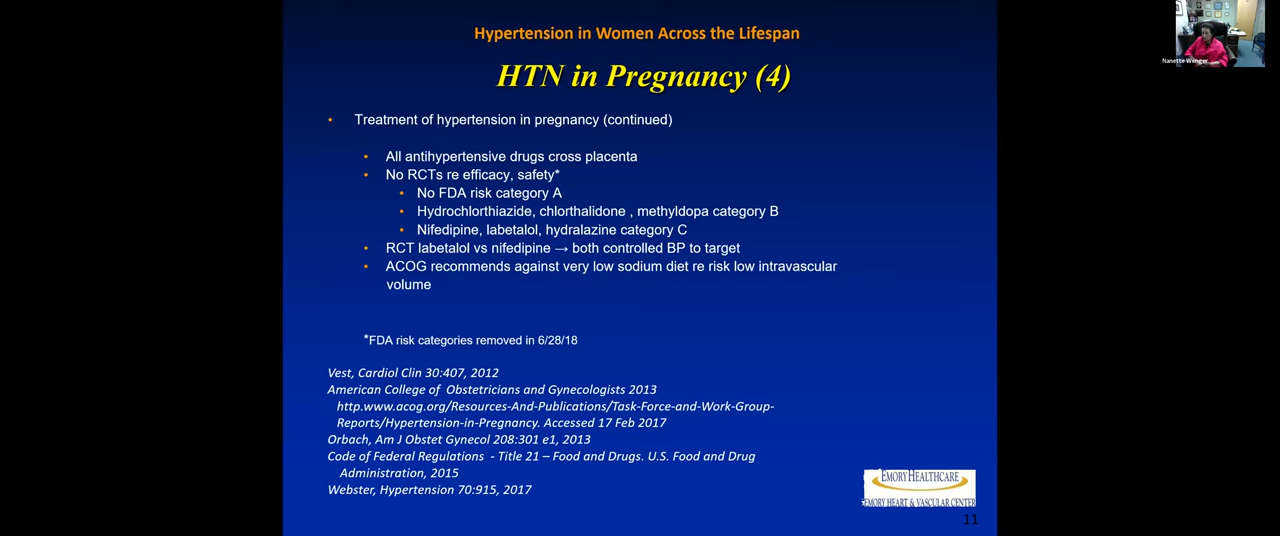 Hypertension in Women Across the Lifespan
Nanette Wenger
HTN in Pregnancy (4)
• Treatment of hypertension in pregnancy (continued)
• All antihypertensive drugs cross placenta
• No RCTs re efficacy, safety*
• No FDA risk category A
• Hydrochlorthiazide, chlorthalidone , methyldopa category B
• Nifedipine, labetalol, hydralazine category C
• RCT labetalol vs nifedipine → both controlled BP to target
• ACOG recommends against very low sodium diet re risk low intravascular
volume
*FDA risk categories removed in 6/28/18
Vest, Cardiol Clin 30:407, 2012
American College of Obstetricians and Gynecologists 2013
http.www.acog.org/Resources-And-Publications/Task-Force-and-Work-Group-
Reports/Hypertension-in-Pregnancy. Accessed 17 Feb 2017
Orbach, Am J Obstet Gynecol 208:301 e1, 2013
Code of Federal Regulations - Title 21 – Food and Drugs. U.S. Food and Drug
Administration, 2015
Webster, Hypertension 70:915, 2017
EMORY HEALTHCARE
EMORY HEART & VASCULAR CENTER
11